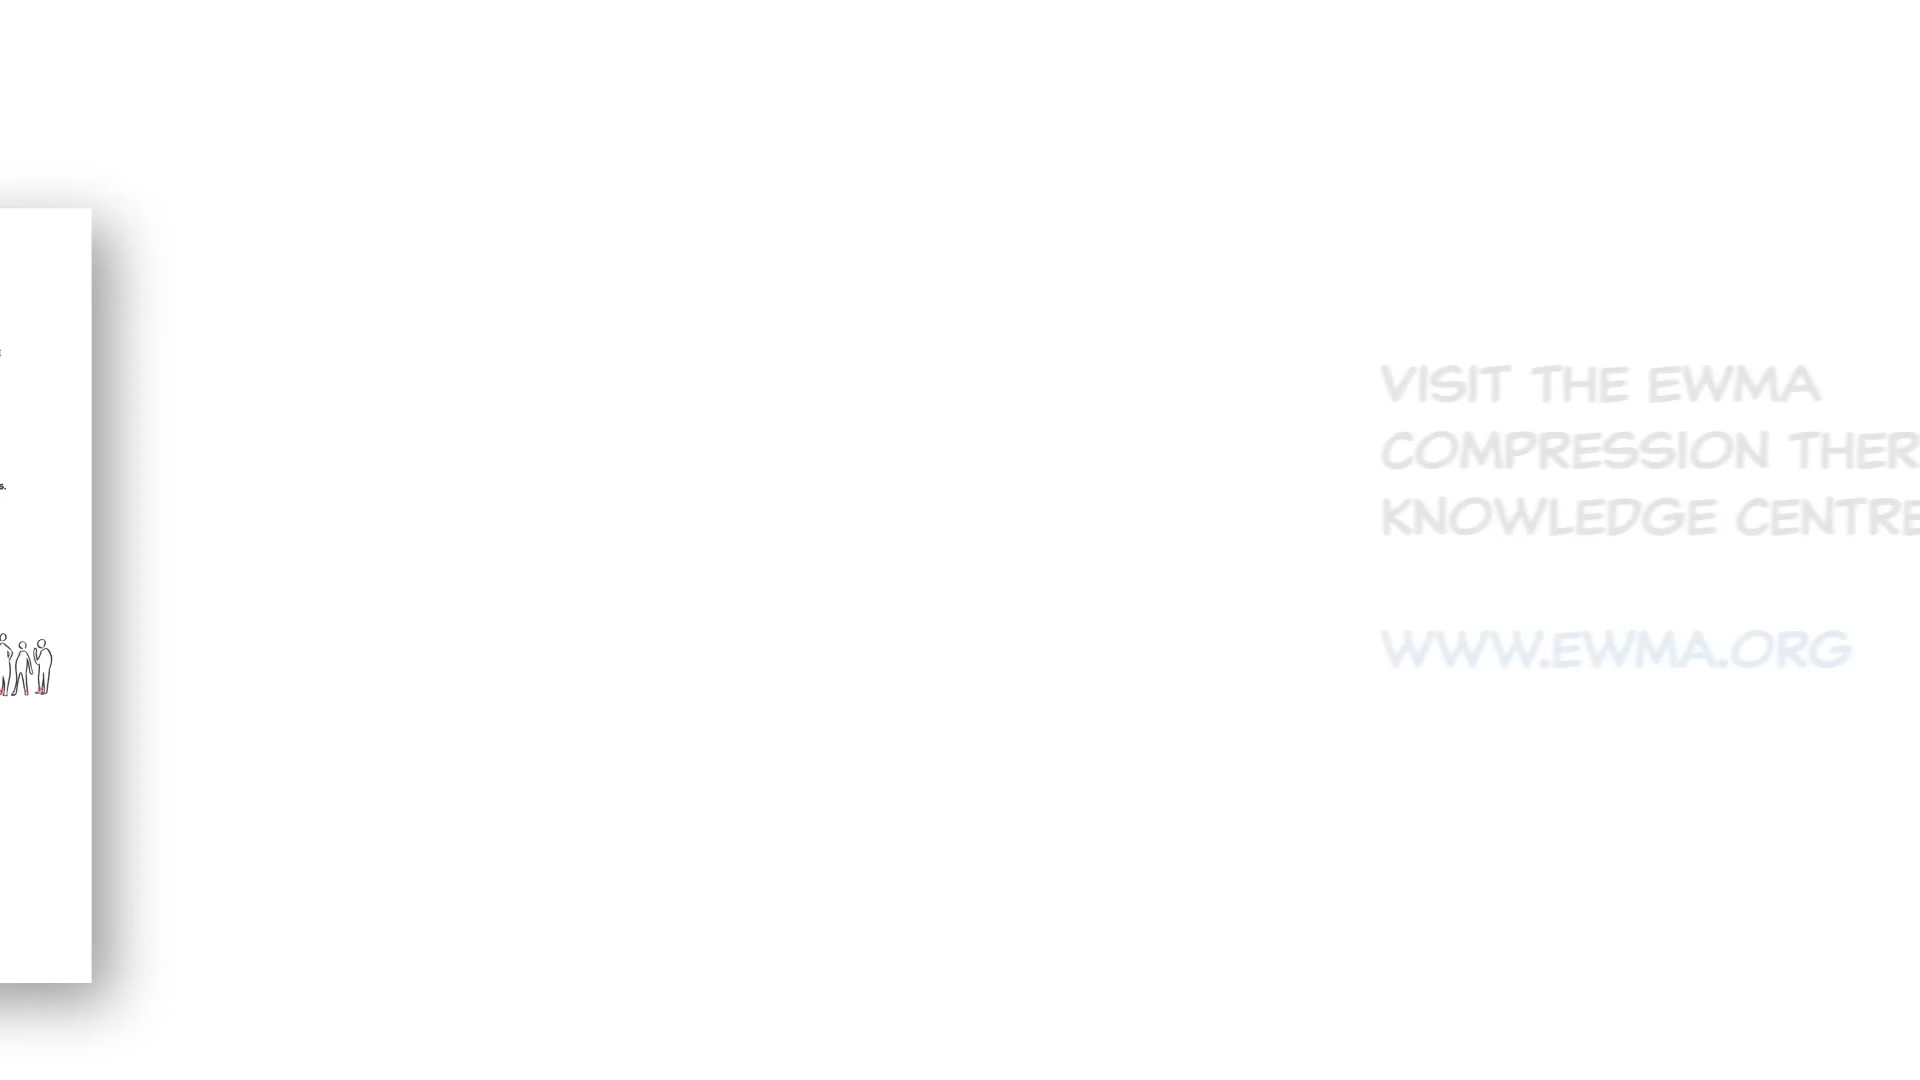 VISIT THE EWMA
COMPRESSION THER
KNOWLEDGE CENTRE
WWW.EWMA.ORG